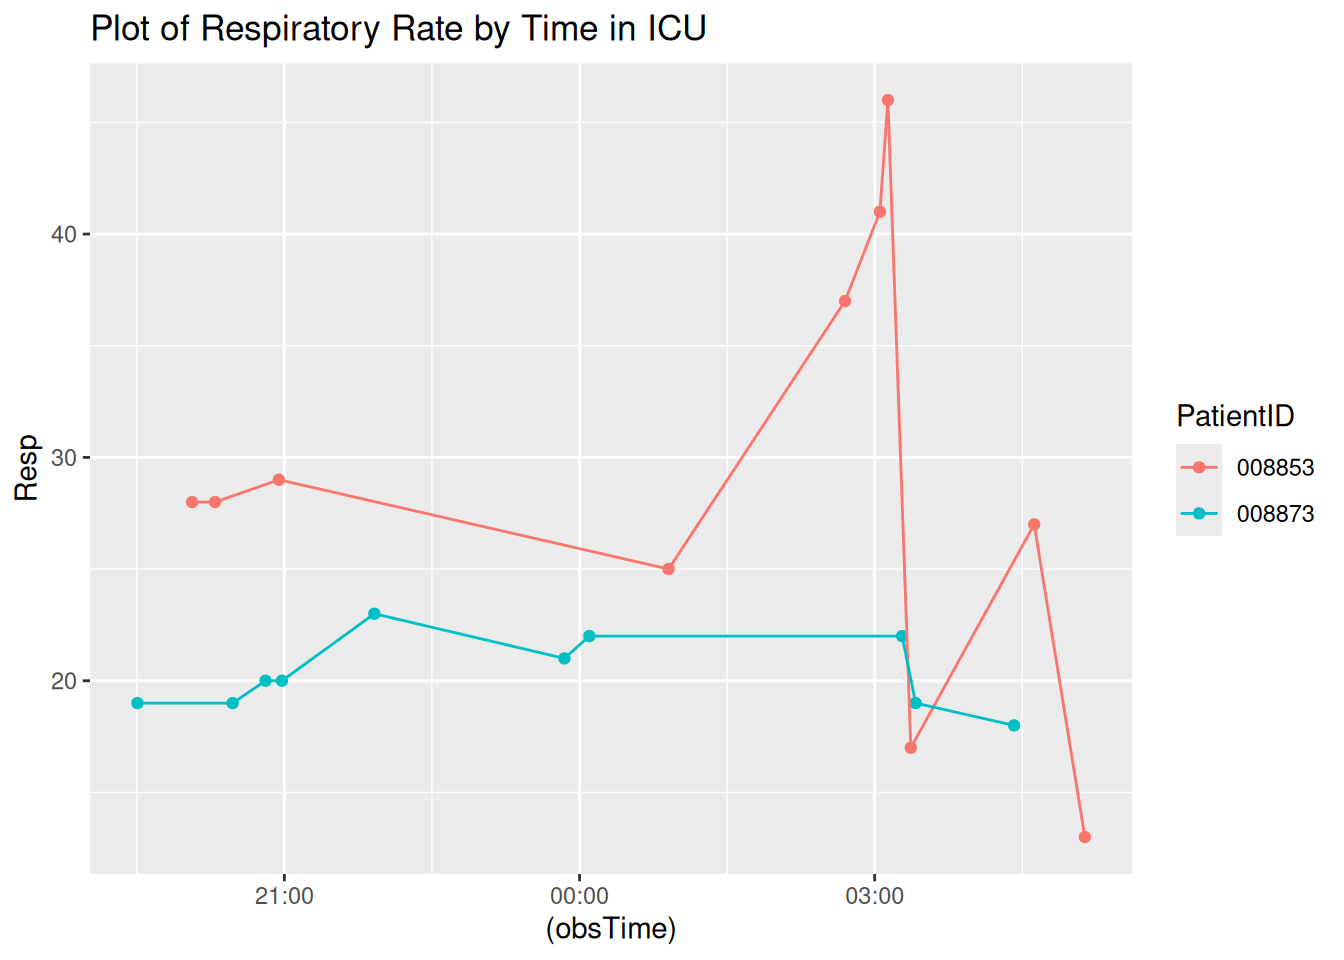 Plot of Respiratory Rate by Time in ICU
Resp
40
30
20
21:00
00:00
03:00
(obsTime)
PatientID
008853
008873